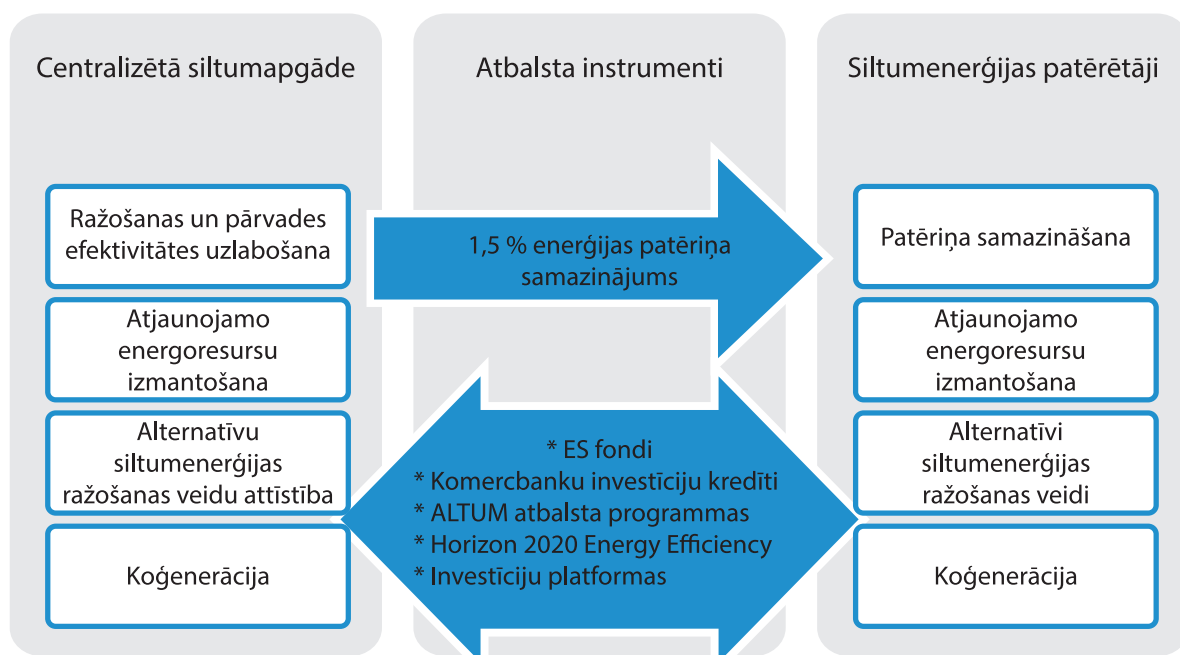 Centralizētā siltumapgāde
Ražošanas un pārvades
efektivitātes uzlabošana
Atjaunojamo
energoresursu
izmantošana
Alternatīvu
siltumenerģijas
ražošanas veidu attīstība
Koģenerācija
Atbalsta instrumenti
1,5 % enerģijas patēriņa
samazinājums
* ES fondi
* Komercbanku investīciju kredīti
* ALTUM atbalsta programmas
* Horizon 2020 Energy Efficiency
* Investīciju platformas
Siltumenerģijas patērētāji
Patēriņa samazināšana
Atjaunojamo
energoresursu
izmantošana
Alternatīvi
siltumenerģijas
ražošanas veidi
Koģenerācija